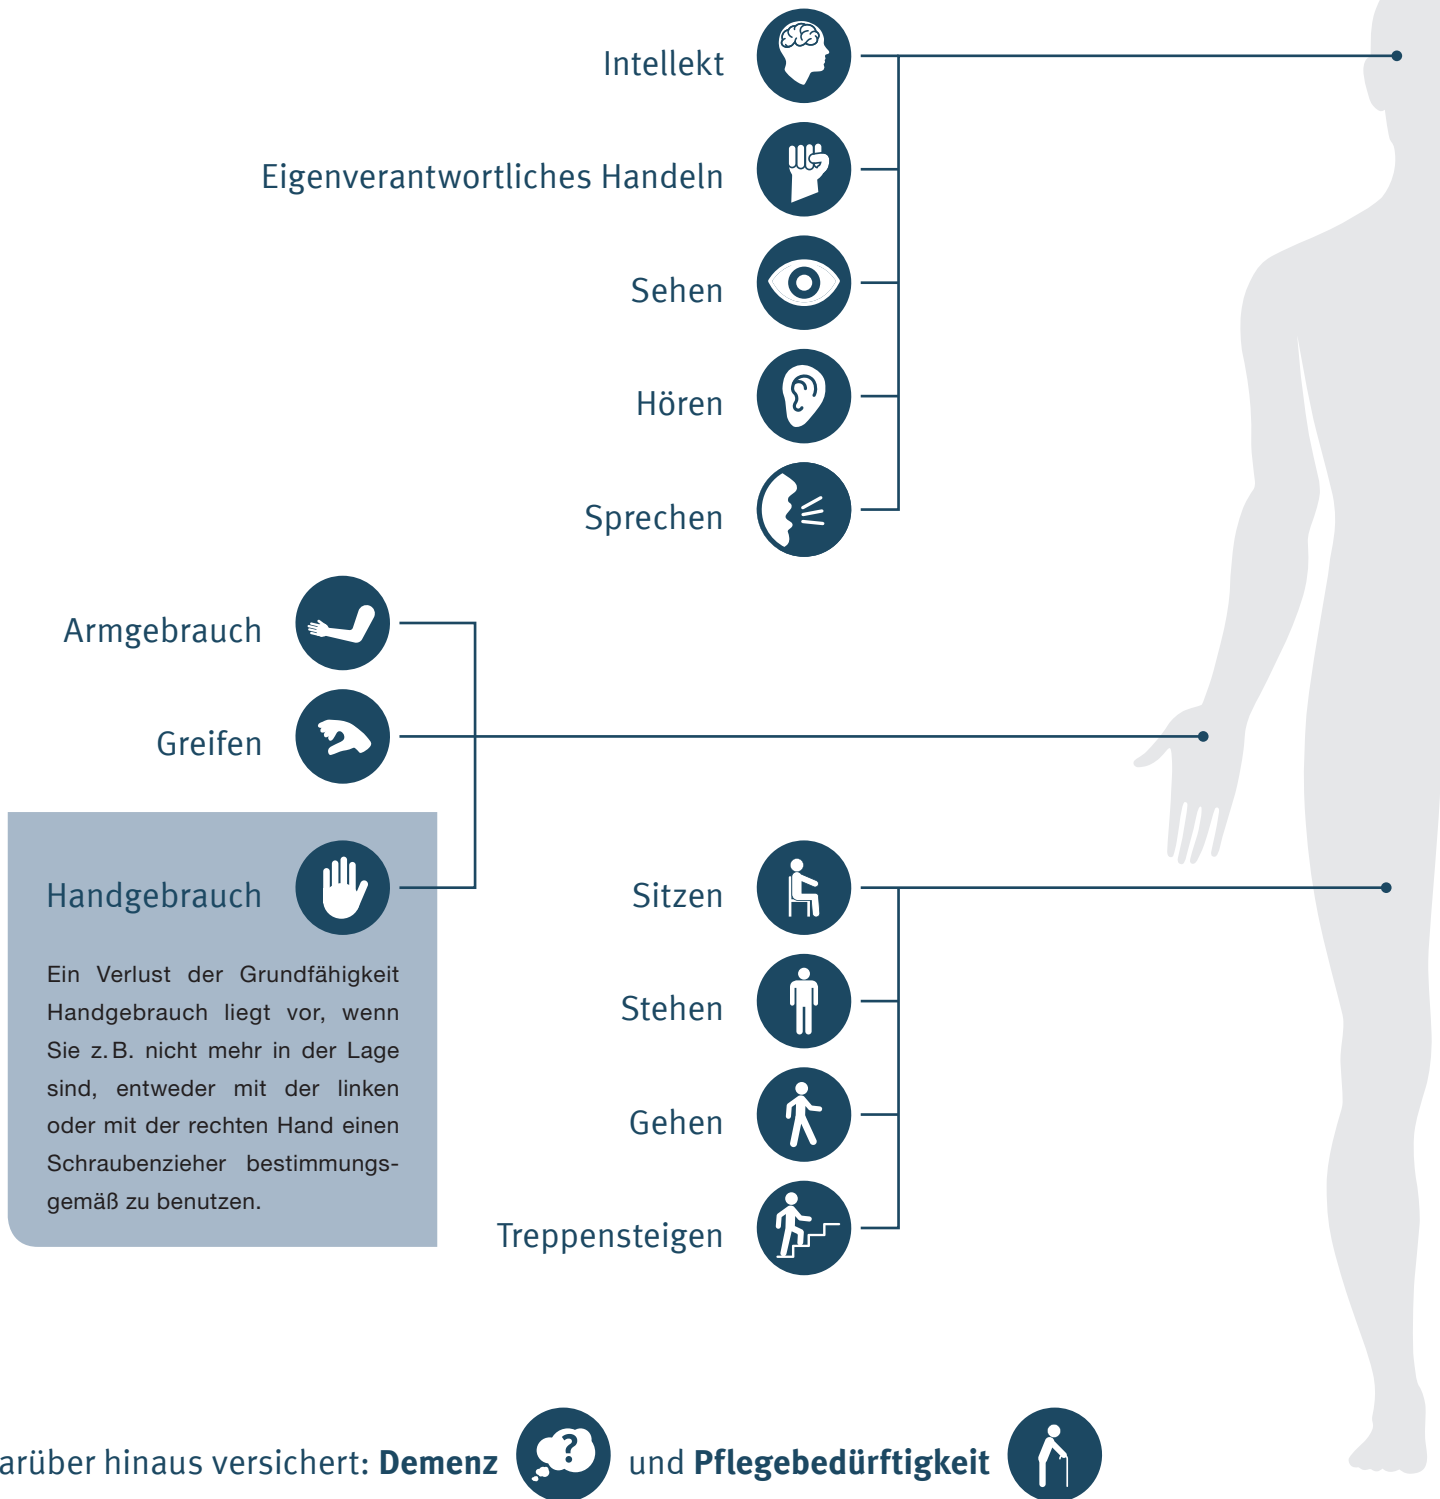 Intellekt
Eigenverantwortliches Handeln
Sehen
Hören
Sprechen
Armgebrauch
Greifen
Handgebrauch
Ein Verlust der Grundfähigkeit
Handgebrauch liegt vor, wenn
Sie z. B. nicht mehr in der Lage
sind, entweder mit der linken
oder mit der rechten Hand einen
Schraubenzieher bestimmungs-
gemäß zu benutzen.
Sitzen
Stehen
Gehen
Treppensteigen
arüber hinaus versichert: Demenz ? und Pflegebedürftigkeit